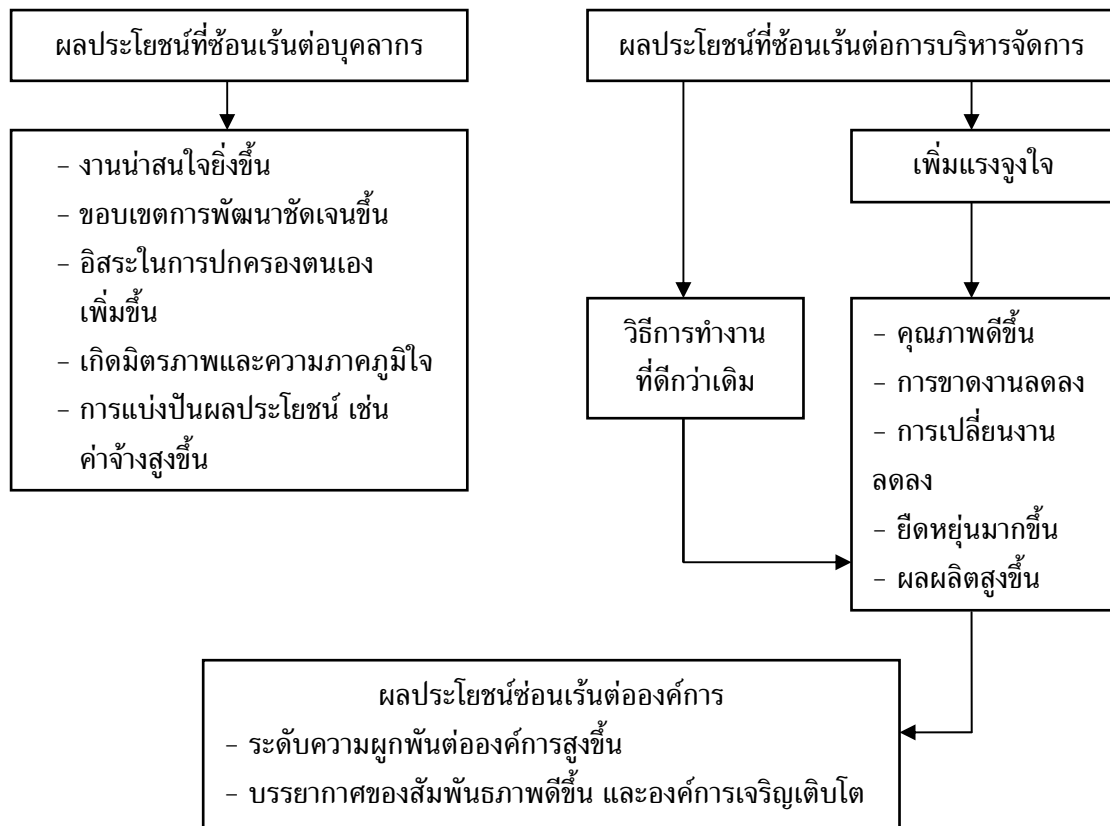 ผลประโยชน์ที่ซ้อนเร้นต่อบุคลากร
ผลประโยชน์ที่ซ้อนเร้นต่อการบริหารจัดการ
– งานน่าสนใจยิ่งขึ้น
– ขอบเขตการพัฒนาชัดเจนขึ้น
– อิสระในการปกครองตนเอง
เพิ่มขึ้น
– เกิดมิตรภาพและความภาคภูมิใจ
– การแบ่งปันผลประโยชน์ เช่น
ค่าจ้างสูงขึ้น
เพิ่มแรงจูงใจ
วิธีการทำงาน
ที่ดีกว่าเดิม
– คุณภาพดีขึ้น
– การขาดงานลดลง
– การเปลี่ยนงาน
ลดลง
– ยืดหยุ่นมากขึ้น
– ผลผลิตสูงขึ้น
ผลประโยชน์ซ่อนเร้นต่อองค์การ
– ระดับความผูกพันต่อองค์การสูงขึ้น
– บรรยากาศของสัมพันธภาพดีขึ้น และองค์การเจริญเติบโต